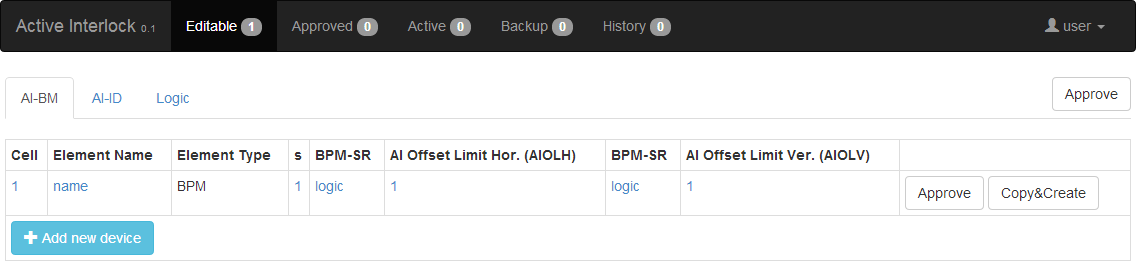 Active Interlock 0.1 Editable 1 Approved 0 Active 0 Backup 0 History 0 user
AI-BM AI-ID Logic Approve
Cell Element Name Element Type s BPM-SR AI Offset Limit Hor. (AIOLH) BPM-SR AI Offset Limit Ver. (AIOLV)
1 name BPM 1 logic 1 logic 1 Approve Copy&Create
Add new device